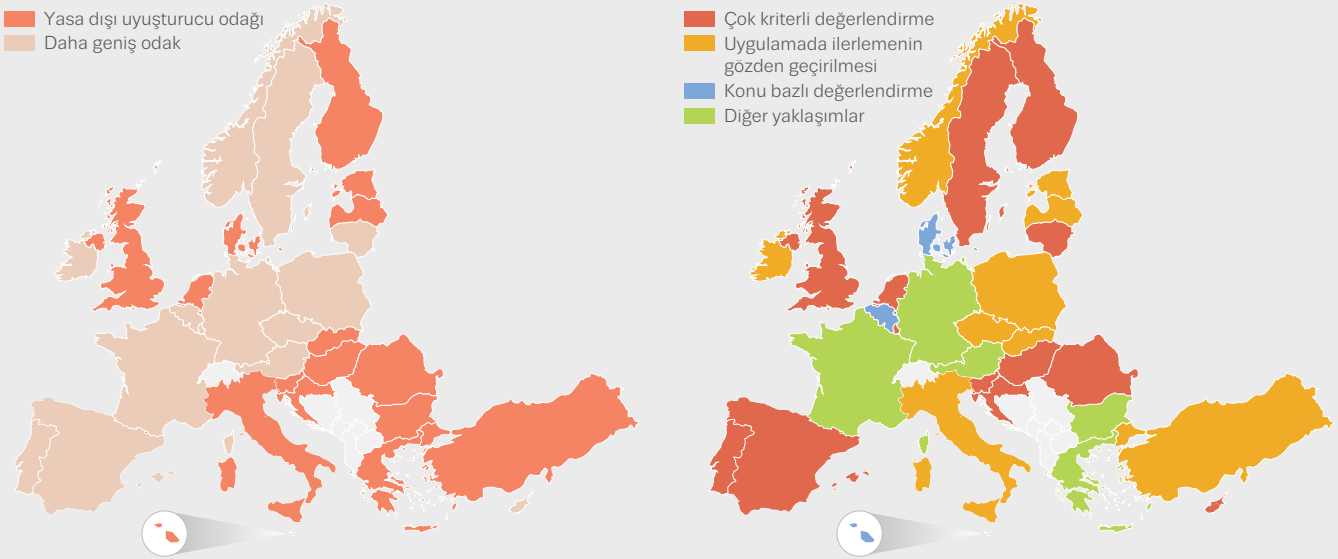 Yasa dışı uyuşturucu odağı
Daha geniş odak
Çok kriterli değerlendirme
Uygulamada ilerlemenin
gözden geçirilmesi
Konu bazlı değerlendirme
Diğer yaklaşımlar